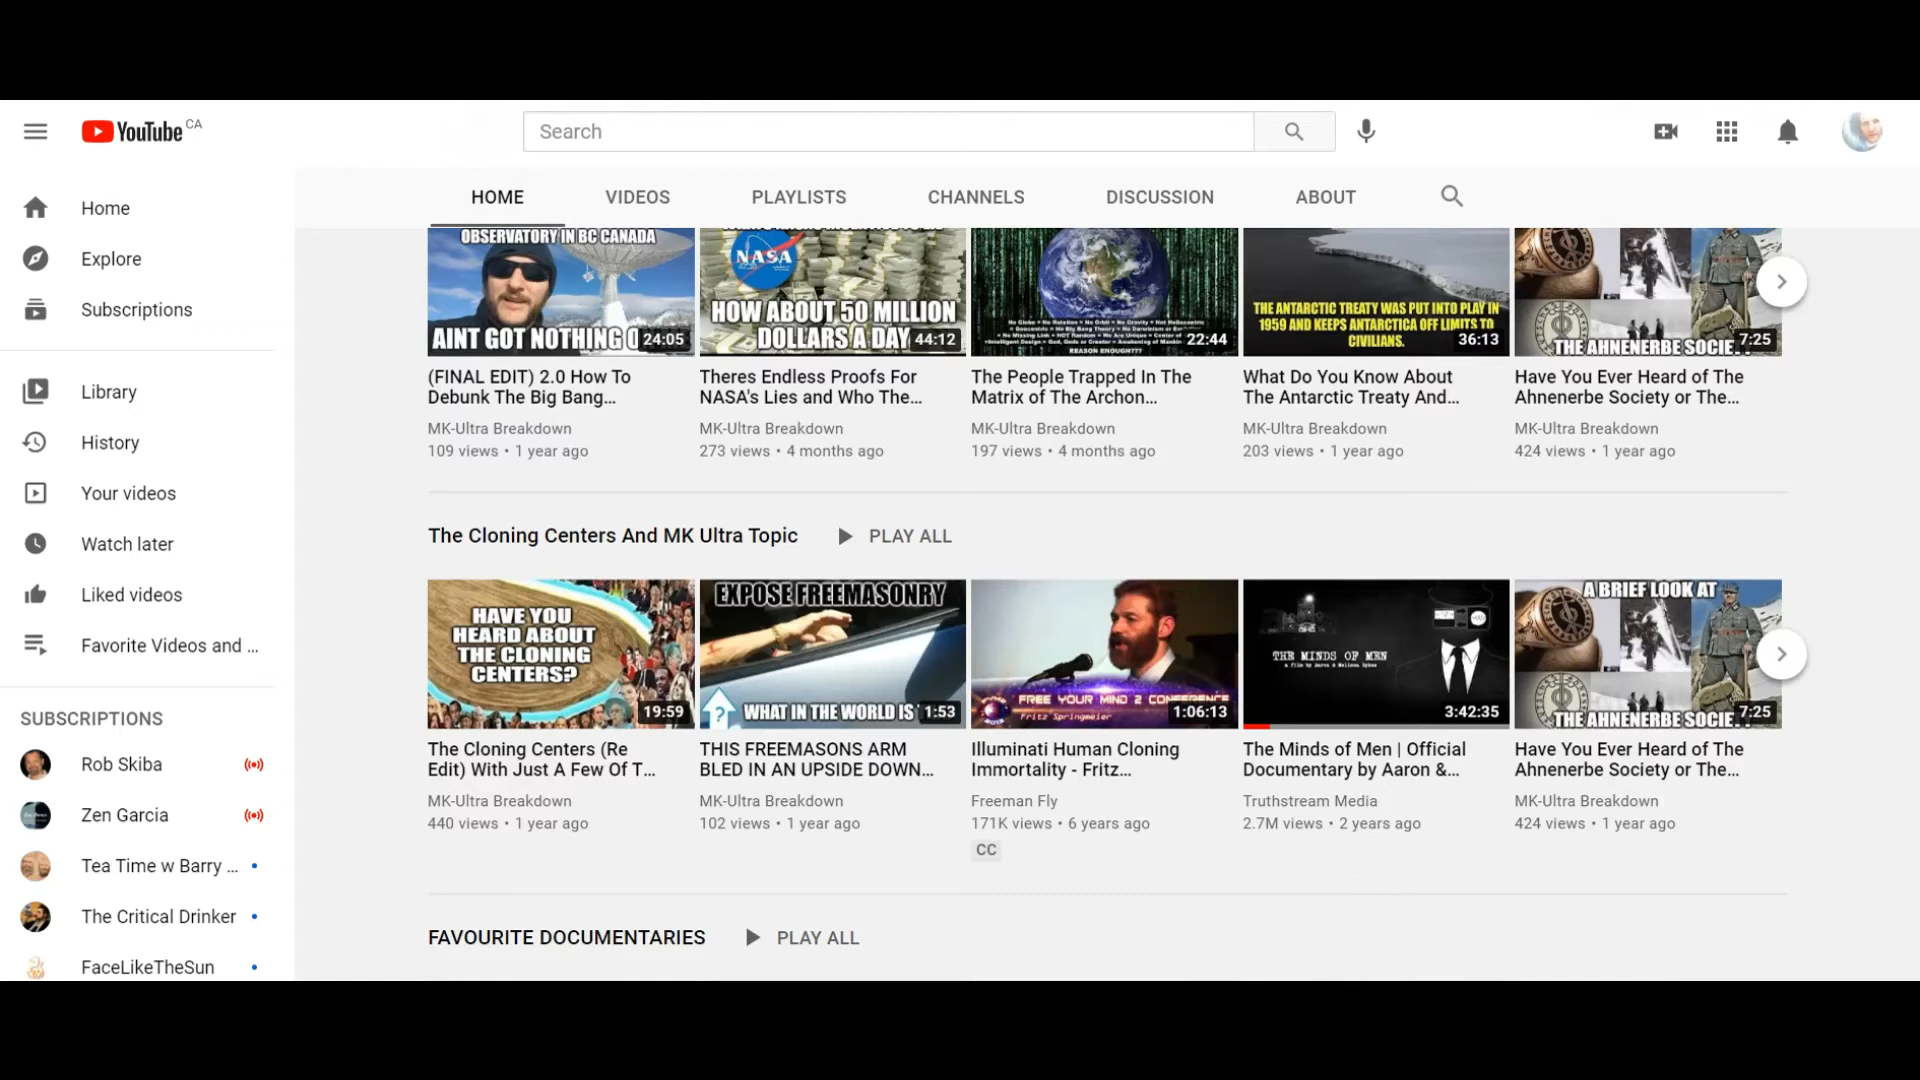 YouTube CA
Search
Home
Explore
Subscriptions
Library
History
Your videos
Watch later
Liked videos
Favorite Videos and ...
SUBSCRIPTIONS
Rob Skiba
Zen Garcia
Tea Time w Barry ...
The Critical Drinker
FaceLikeTheSun
HOME VIDEOS PLAYLISTS CHANNELS DISCUSSION ABOUT
OBSERVATORY IN BC CANADA
AINT GOT NOTHING
24:05
(FINAL EDIT) 2.0 How To
Debunk The Big Bang...
MK-Ultra Breakdown
109 views • 1 year ago
NASA
HOW ABOUT 50 MILLION
DOLLARS A DAY
44:12
Theres Endless Proofs For
NASA's Lies and Who The...
MK-Ultra Breakdown
273 views • 4 months ago
REASON ENOUGH???
22:44
The People Trapped In The
Matrix of The Archon...
MK-Ultra Breakdown
197 views • 4 months ago
THE ANTARCTIC TREATY WAS PUT INTO PLAY IN
1959 AND KEEPS ANTARCTICA OFF LIMITS TO
CIVILIANS.
36:13
What Do You Know About
The Antarctic Treaty And...
MK-Ultra Breakdown
203 views • 1 year ago
THE AHNENERBE SOCIE
7:25
Have You Ever Heard of The
Ahnenerbe Society or The...
MK-Ultra Breakdown
424 views • 1 year ago
The Cloning Centers And MK Ultra Topic PLAY ALL
HAVE YOU
HEARD ABOUT
THE CLONING
CENTERS?
19:59
The Cloning Centers (Re
Edit) With Just A Few Of T...
MK-Ultra Breakdown
440 views • 1 year ago
EXPOSE FREEMASONRY
?
WHAT IN THE WORLD IS
1:53
THIS FREEMASONS ARM
BLED IN AN UPSIDE DOWN...
MK-Ultra Breakdown
102 views • 1 year ago
FREE YOUR MIND 2 CONFERENCE
Fritz Springmeier
1:06:13
Illuminati Human Cloning
Immortality - Fritz...
Freeman Fly
171K views • 6 years ago
CC
THE MINDS OF MEN
a film by Aaron & Melissa Dykes
3:42:35
The Minds of Men | Official
Documentary by Aaron &...
Truthstream Media
2.7M views • 2 years ago
A BRIEF LOOK AT
THE AHNENERBE SOCIE
7:25
Have You Ever Heard of The
Ahnenerbe Society or The...
MK-Ultra Breakdown
424 views • 1 year ago
FAVOURITE DOCUMENTARIES PLAY ALL